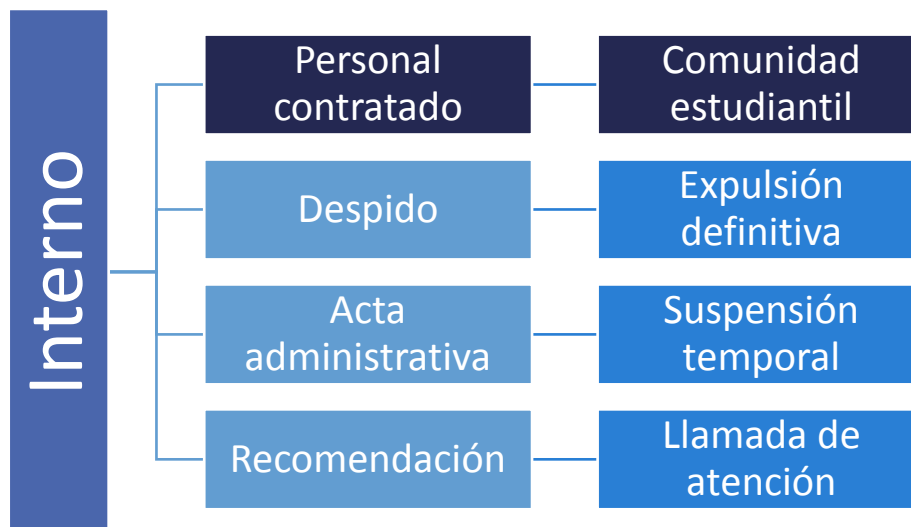 Interno
Personal
contratado
Comunidad
estudiantil
Despido
Expulsión
definitiva
Acta
administrativa
Suspensión
temporal
Recomendación
Llamada de
atención